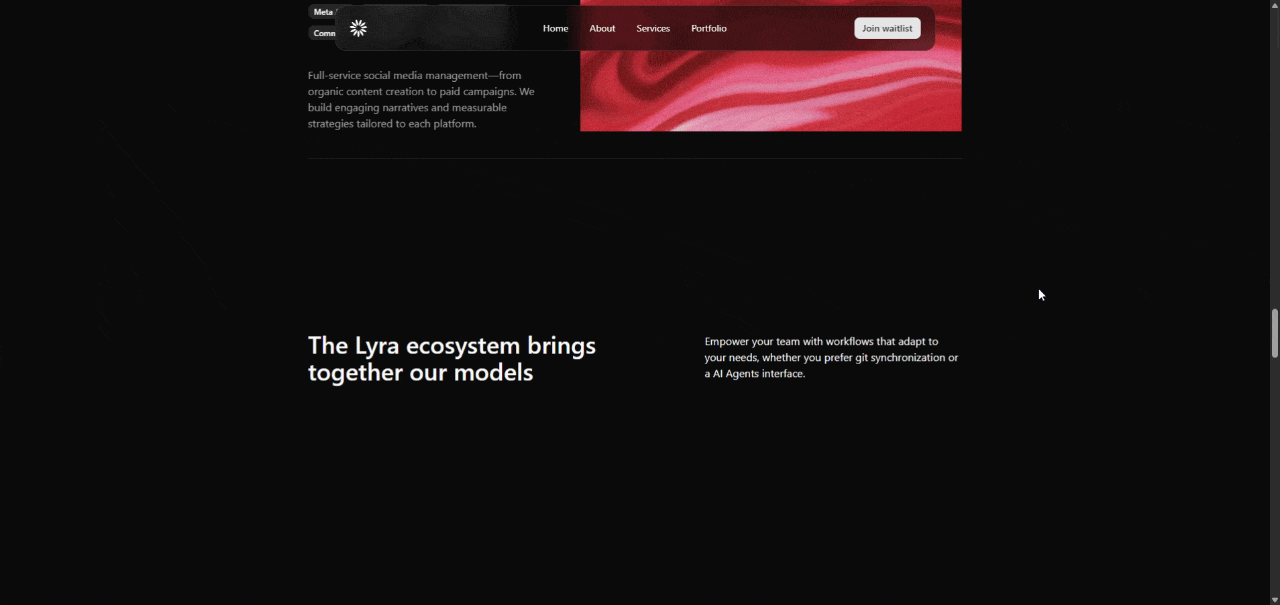 Meta
Comm
Home About Services Portfolio
Join waitlist
Full-service social media management—from
organic content creation to paid campaigns. We
build engaging narratives and measurable
strategies tailored to each platform.
The Lyra ecosystem brings
together our models
Empower your team with workflows that adapt to
your needs, whether you prefer git synchronization or
a AI Agents interface.